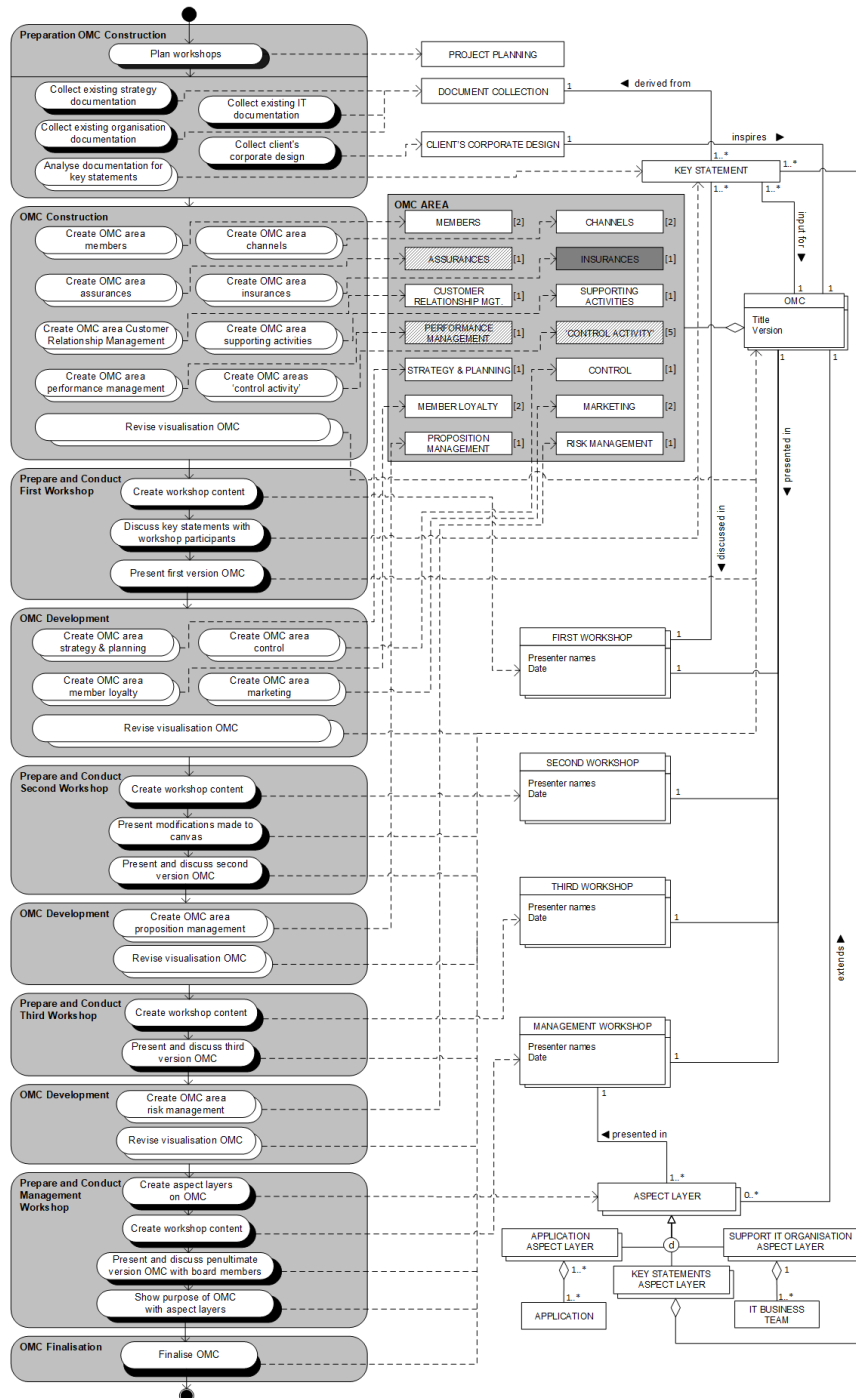 Preparation OMC Construction
Plan workshops
Collect existing strategy
documentation
Collect existing IT
documentation
Collect existing organisation
documentation
Collect client's
corporate design
Analyse documentation for
key statements
OMC Construction
Create OMC area
members
Create OMC area
channels
Create OMC area
assurances
Create OMC area
insurances
Create OMC area Customer
Relationship Management
Create OMC area
supporting activities
Create OMC area
performance management
Create OMC areas
'control activity'
Revise visualisation OMC
Prepare and Conduct
First Workshop
Create workshop content
Discuss key statements with
workshop participants
Present first version OMC
OMC Development
Create OMC area
strategy & planning
Create OMC area
control
Create OMC area
member loyalty
Create OMC area
marketing
Revise visualisation OMC
Prepare and Conduct
Second Workshop
Create workshop content
Present modifications made to
canvas
Present and discuss second
version OMC
OMC Development
Create OMC area
proposition management
Revise visualisation OMC
Prepare and Conduct
Third Workshop
Create workshop content
Present and discuss third
version OMC
OMC Development
Create OMC area
risk management
Revise visualisation OMC
Prepare and Conduct
Management
Workshop
Create aspect layers
on OMC
Create workshop content
Present and discuss penultimate
version OMC with board members
Show purpose of OMC
with aspect layers
OMC Finalisation
Finalise OMC
PROJECT PLANNING
DOCUMENT COLLECTION
1
derived from
CLIENT'S CORPORATE DESIGN
1
inspires
1..*
KEY STATEMENT
1..*
1..*
1..*
input for
OMC AREA
MEMBERS
[2]
CHANNELS
[2]
ASSURANCES
[1]
INSURANCES
[1]
CUSTOMER
RELATIONSHIP MGT.
[1]
SUPPORTING
ACTIVITIES
[1]
PERFORMANCE
MANAGEMENT
[1]
'CONTROL ACTIVITY'
[5]
STRATEGY & PLANNING
[1]
CONTROL
[1]
MEMBER LOYALTY
[2]
MARKETING
[2]
PROPOSITION
MANAGEMENT
[1]
RISK MANAGEMENT
[1]
1
1
OMC
Title
Version
1
1
presented in
discussed in
FIRST WORKSHOP
Presenter names
Date
1
1
SECOND WORKSHOP
Presenter names
Date
1
THIRD WORKSHOP
Presenter names
Date
1
extends
MANAGEMENT WORKSHOP
Presenter names
Date
1
1
presented in
1..*
ASPECT LAYER
0..*
d
APPLICATION
ASPECT LAYER
SUPPORT IT ORGANISATION
ASPECT LAYER
KEY STATEMENTS
ASPECT LAYER
1..*
1
1..*
1..*
APPLICATION
IT BUSINESS
TEAM